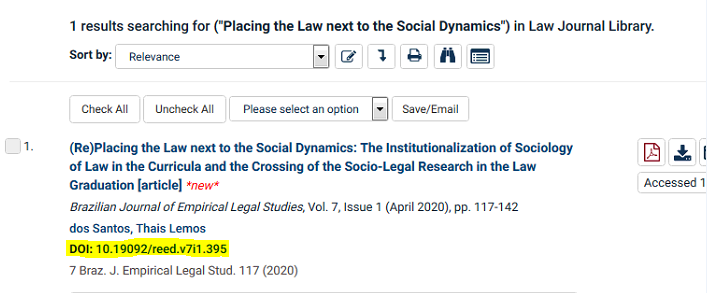 1 results searching for ("Placing the Law next to the Social Dynamics") in Law Journal Library.
Sort by: Relevance
Check All Uncheck All Please select an option Save/Email
1. (Re)Placing the Law next to the Social Dynamics: The Institutionalization of Sociology
of Law in the Curricula and the Crossing of the Socio-Legal Research in the Law
Graduation [article] *new*
Accessed 1
Brazilian Journal of Empirical Legal Studies, Vol. 7, Issue 1 (April 2020), pp. 117-142
dos Santos, Thais Lemos
DOI: 10.19092/reed.v7i1.395
7 Braz. J. Empirical Legal Stud. 117 (2020)